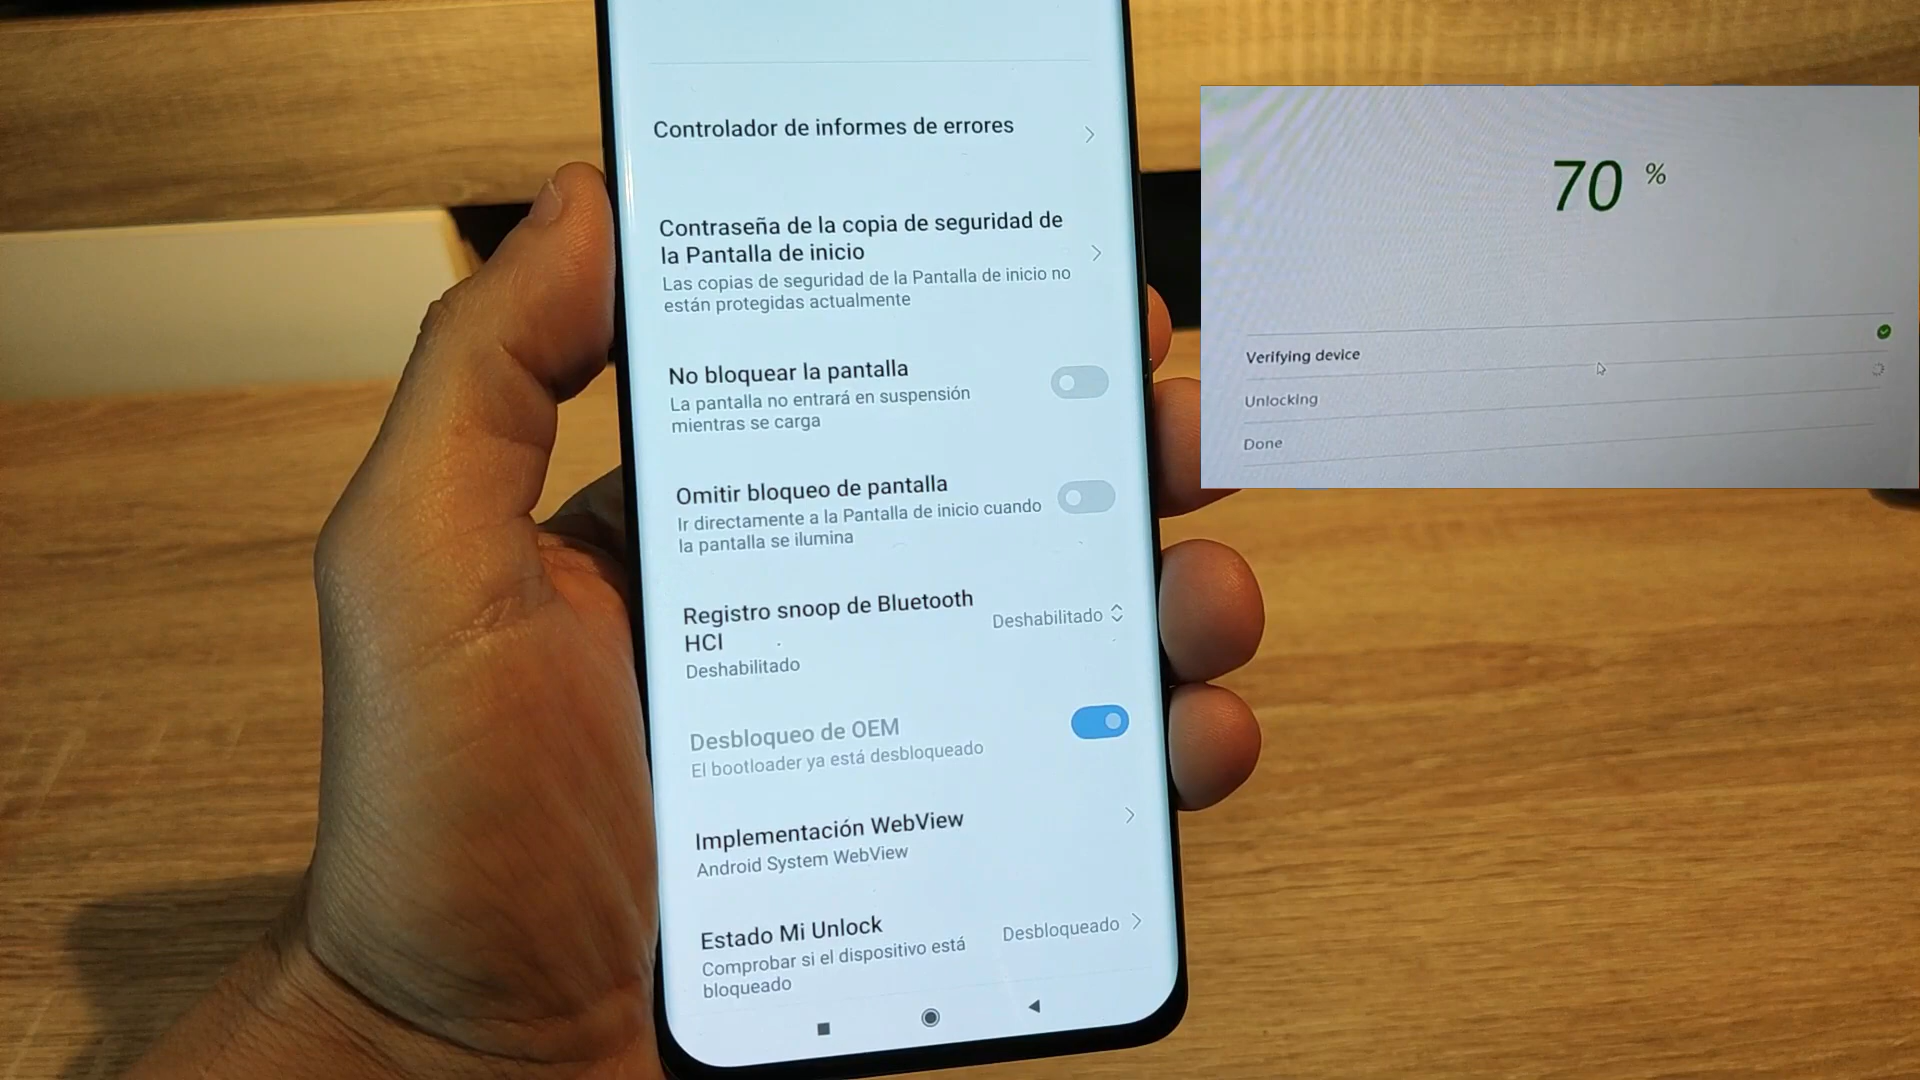 Controlador de informes de errores
Contraseña de la copia de seguridad de
la Pantalla de inicio
Las copias de seguridad de la Pantalla de inicio no
están protegidas actualmente
No bloquear la pantalla
La pantalla no entrará en suspensión
mientras se carga
Omitir bloqueo de pantalla
Ir directamente a la Pantalla de inicio cuando
la pantalla se ilumina
Registro snoop de Bluetooth
HCI
Deshabilitado
Deshabilitado
Desbloqueo de OEM
El bootloader ya está desbloqueado
Implementación WebView
Android System WebView
Estado Mi Unlock
Comprobar si el dispositivo está
bloqueado
Desbloqueado
70 %
Verifying device
Unlocking
Done